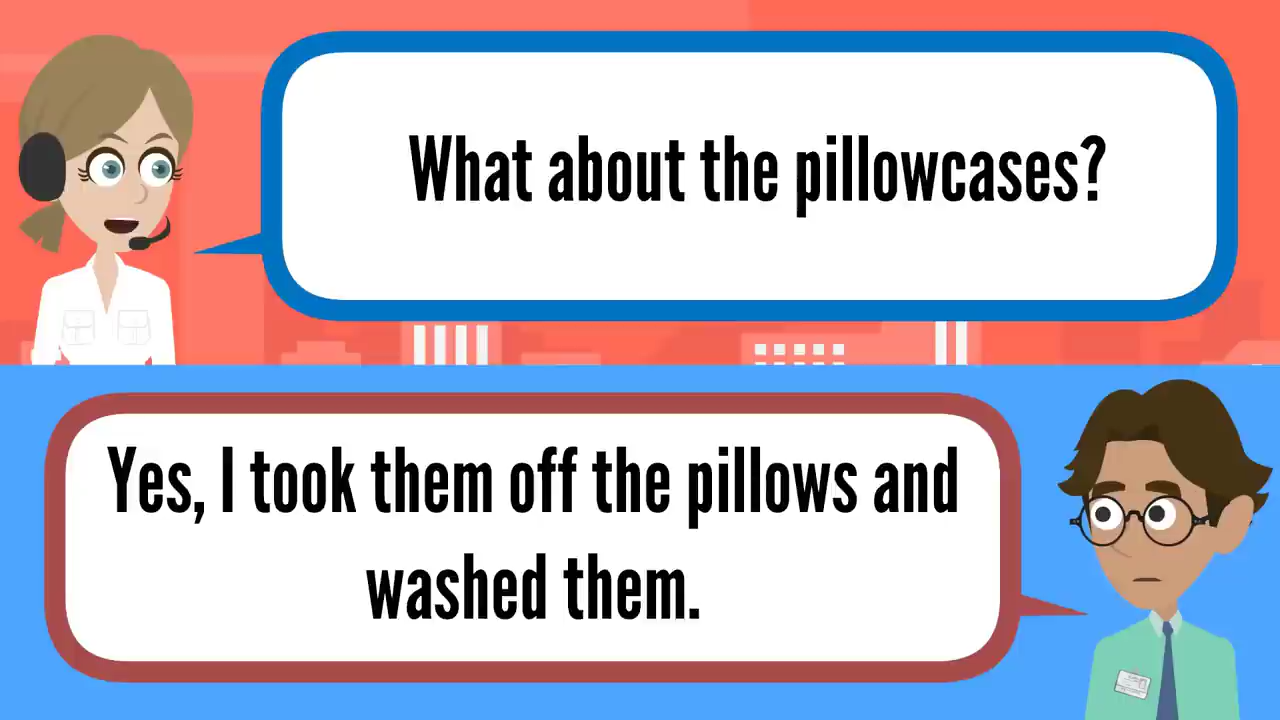 What about the pillowcases?
Yes, I took them off the pillows and
washed them.